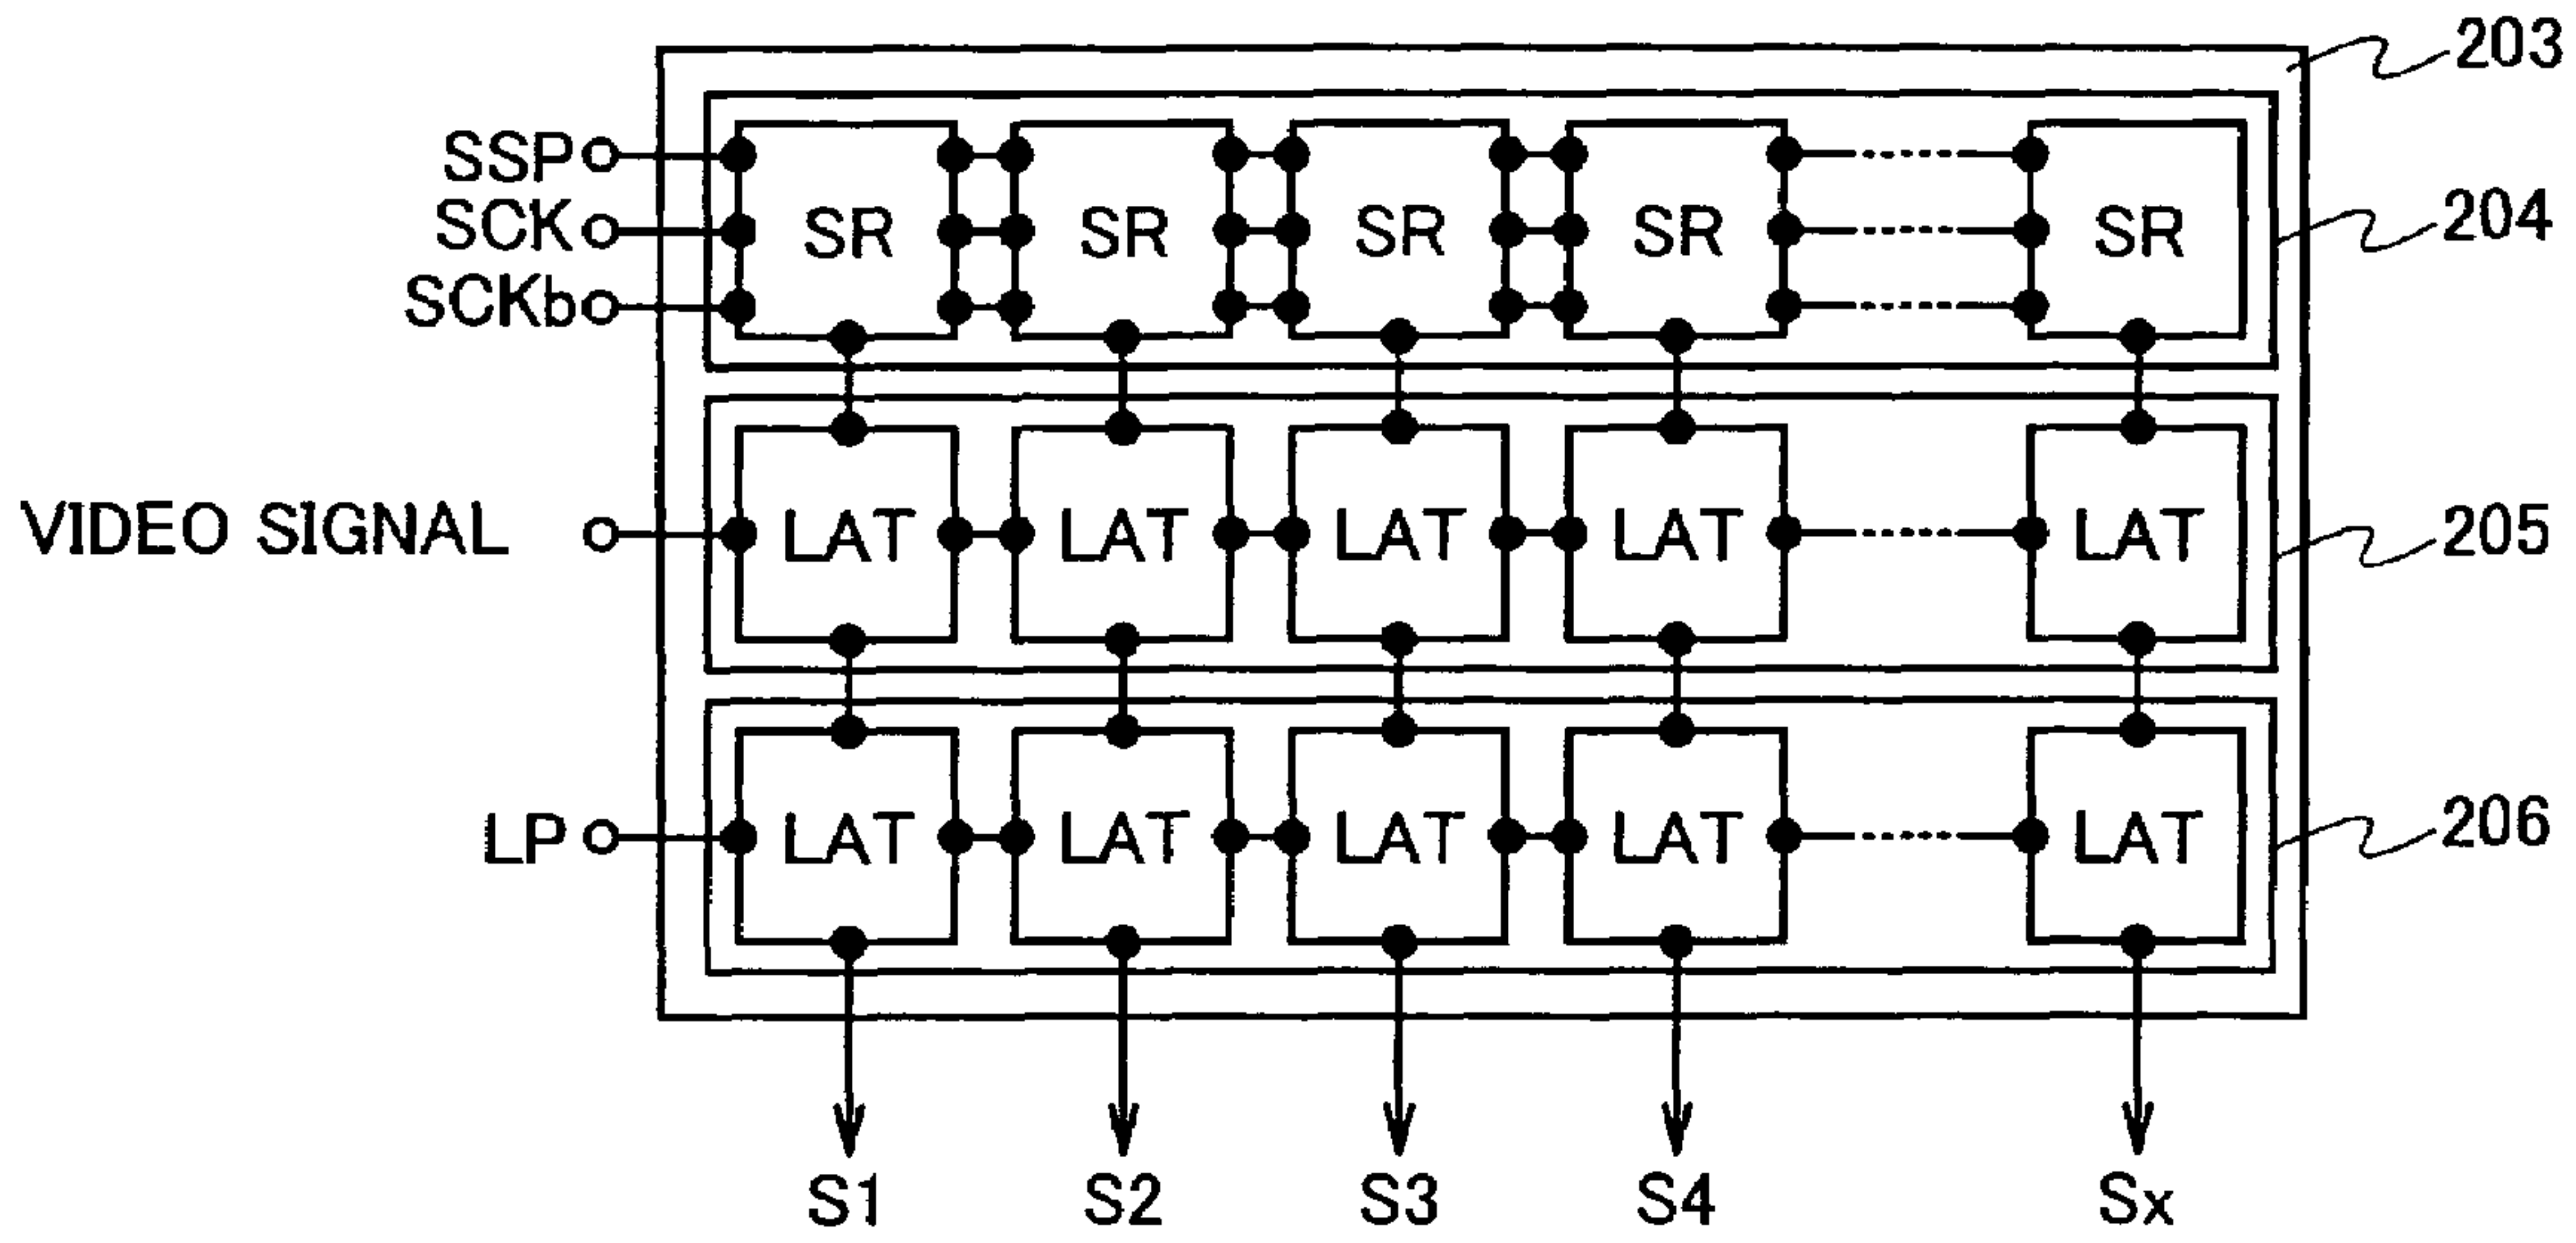 203
SSP
SCK
SCKb
SR SR SR SR SR
204
VIDEO SIGNAL
LAT LAT LAT LAT LAT
205
LP
LAT LAT LAT LAT LAT
206
S1 S2 S3 S4 Sx